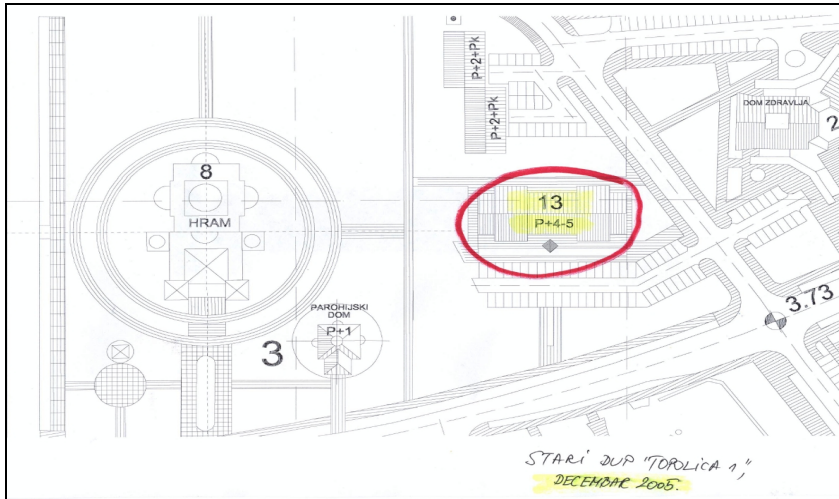 P+2+Pk
P+2+Pk
DOM ZDRAVLJA
2
8
HRAM
13
P+4-5
3.73
PAROHIJSKI
DOM
P+1
3
STARI DUP "TOPOLICA 1",
DECEMBAR 2005.